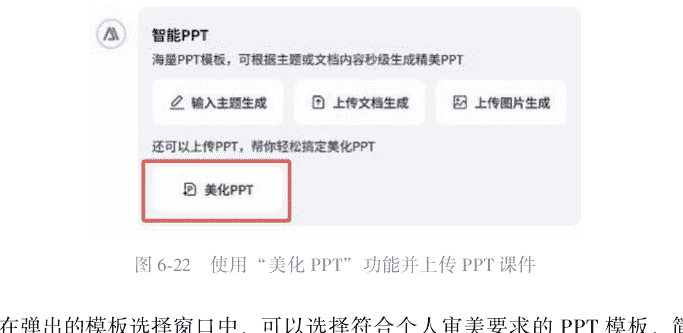 智能PPT
海量PPT模板，可根据主题或文档内容秒级生成精美PPT
输入主题生成 上传文档生成 上传图片生成
还可以上传PPT，帮你轻松搞定美化PPT
美化PPT
图 6-22 使用“美化 PPT”功能并上传 PPT 课件
在弹出的模板选择窗口中，可以选择符合个人审美要求的 PPT 模板，简